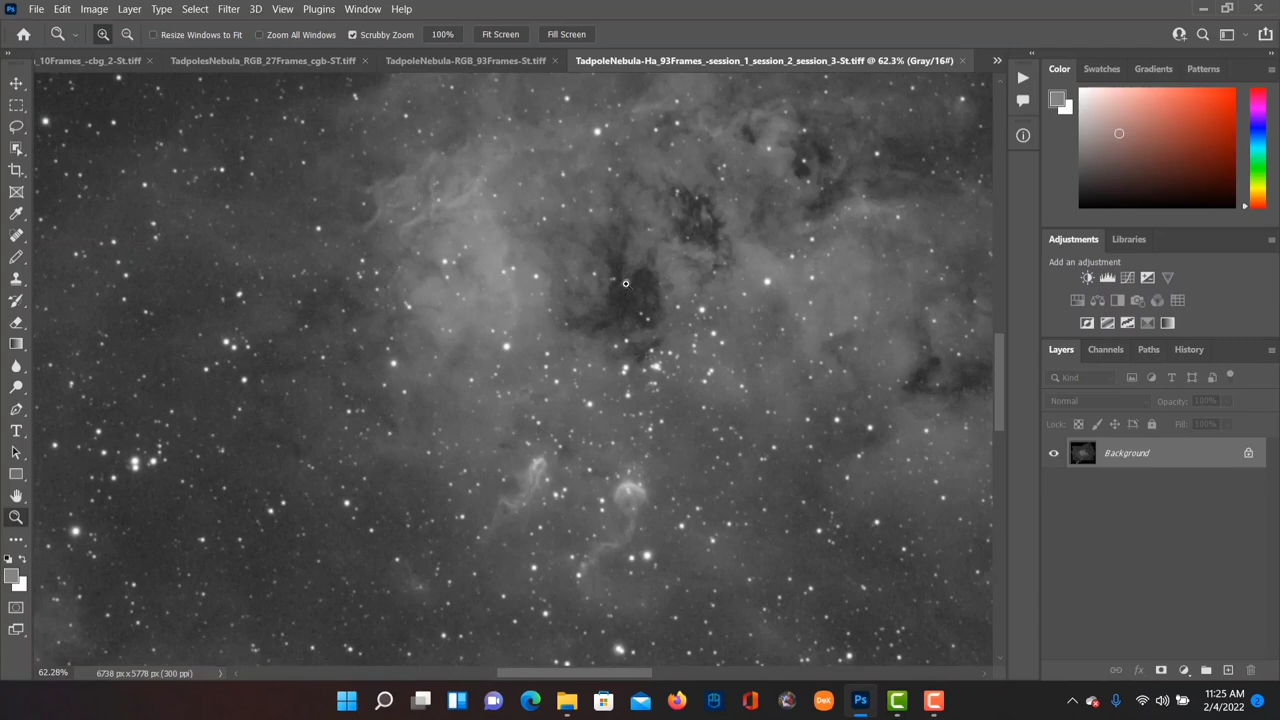 Ps File Edit Image Layer Type Select Filter 3D View Plugins Window Help
Resize Windows to Fit Zoom All Windows Scrubby Zoom 100% Fit Screen Fill Screen
_10Frames_-cbg_2-St.tiff × TadpolesNebula_RGB_27Frames_cgb-ST.tiff × TadpoleNebula-RGB_93Frames-St.tiff × TadpoleNebula-Ha_93Frames_-session_1_session_2_session_3-St.tiff @ 62.3% (Gray/16#) ×
Color Swatches Gradients Patterns
Adjustments Libraries
Add an adjustment
Layers Channels Paths History
Kind
Normal Opacity: 100%
Lock: Fill: 100%
Background
62.28% 6738 px x 5778 px (300 ppi)
11:25 AM
2/4/2022
2